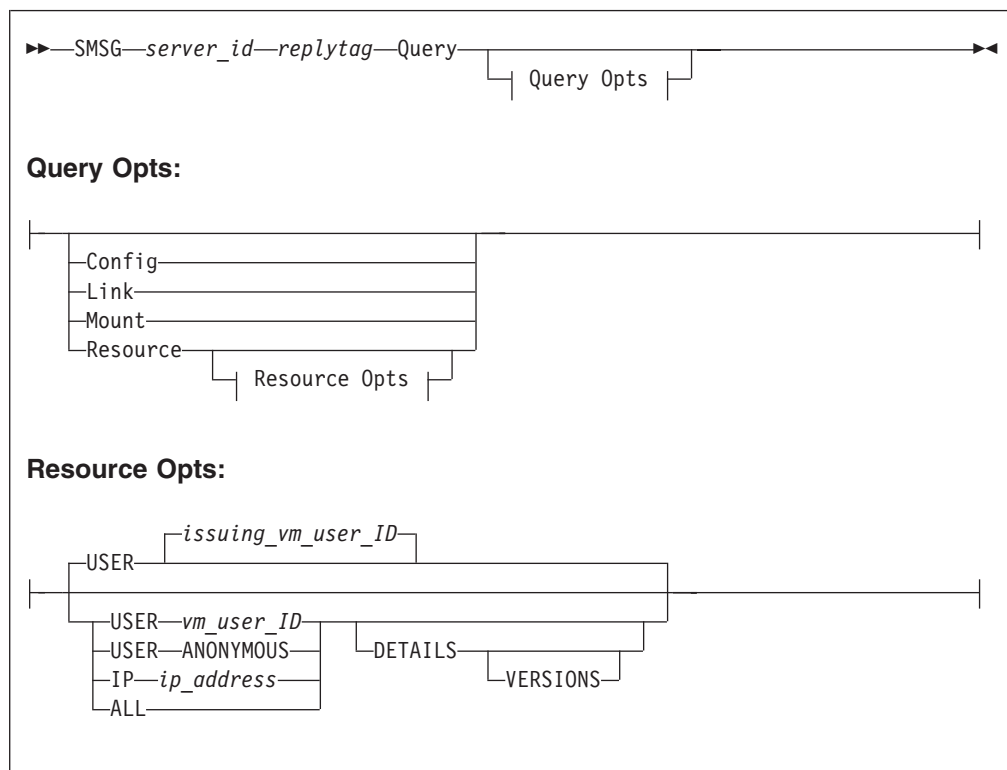 SMSG server_id replytag Query
Query Opts
Query Opts:
Config
Link
Mount
Resource
Resource Opts
Resource Opts:
issuing_vm_user_ID
USER
USER vm_user_ID
USER ANONYMOUS DETAILS
IP ip_address VERSIONS
ALL